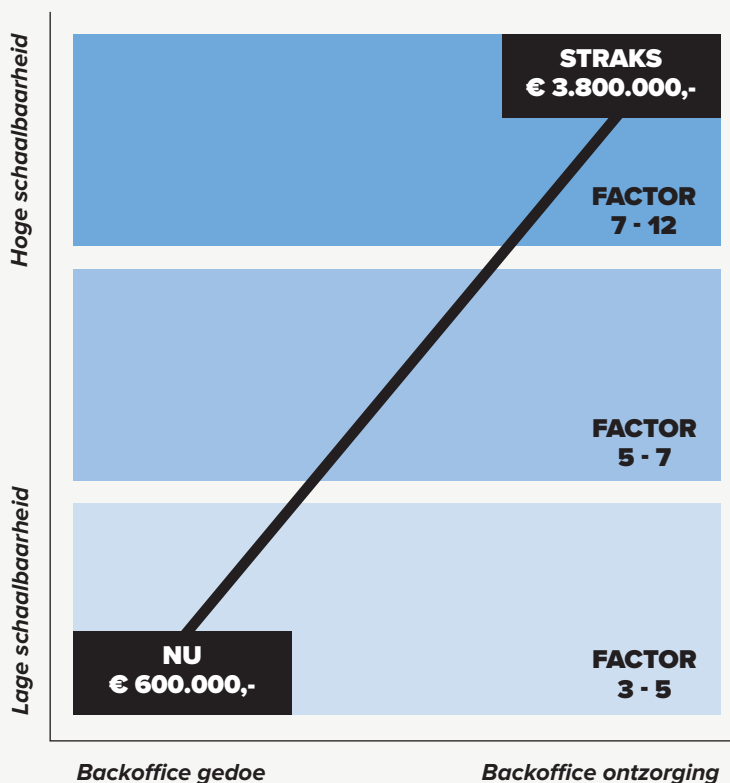 Hoge schaalbaarheid
STRAKS
€ 3.800.000,-
FACTOR
7 - 12
FACTOR
5 - 7
Lage schaalbaarheid
NU
€ 600.000,-
FACTOR
3 - 5
Backoffice gedoe
Backoffice ontzorging